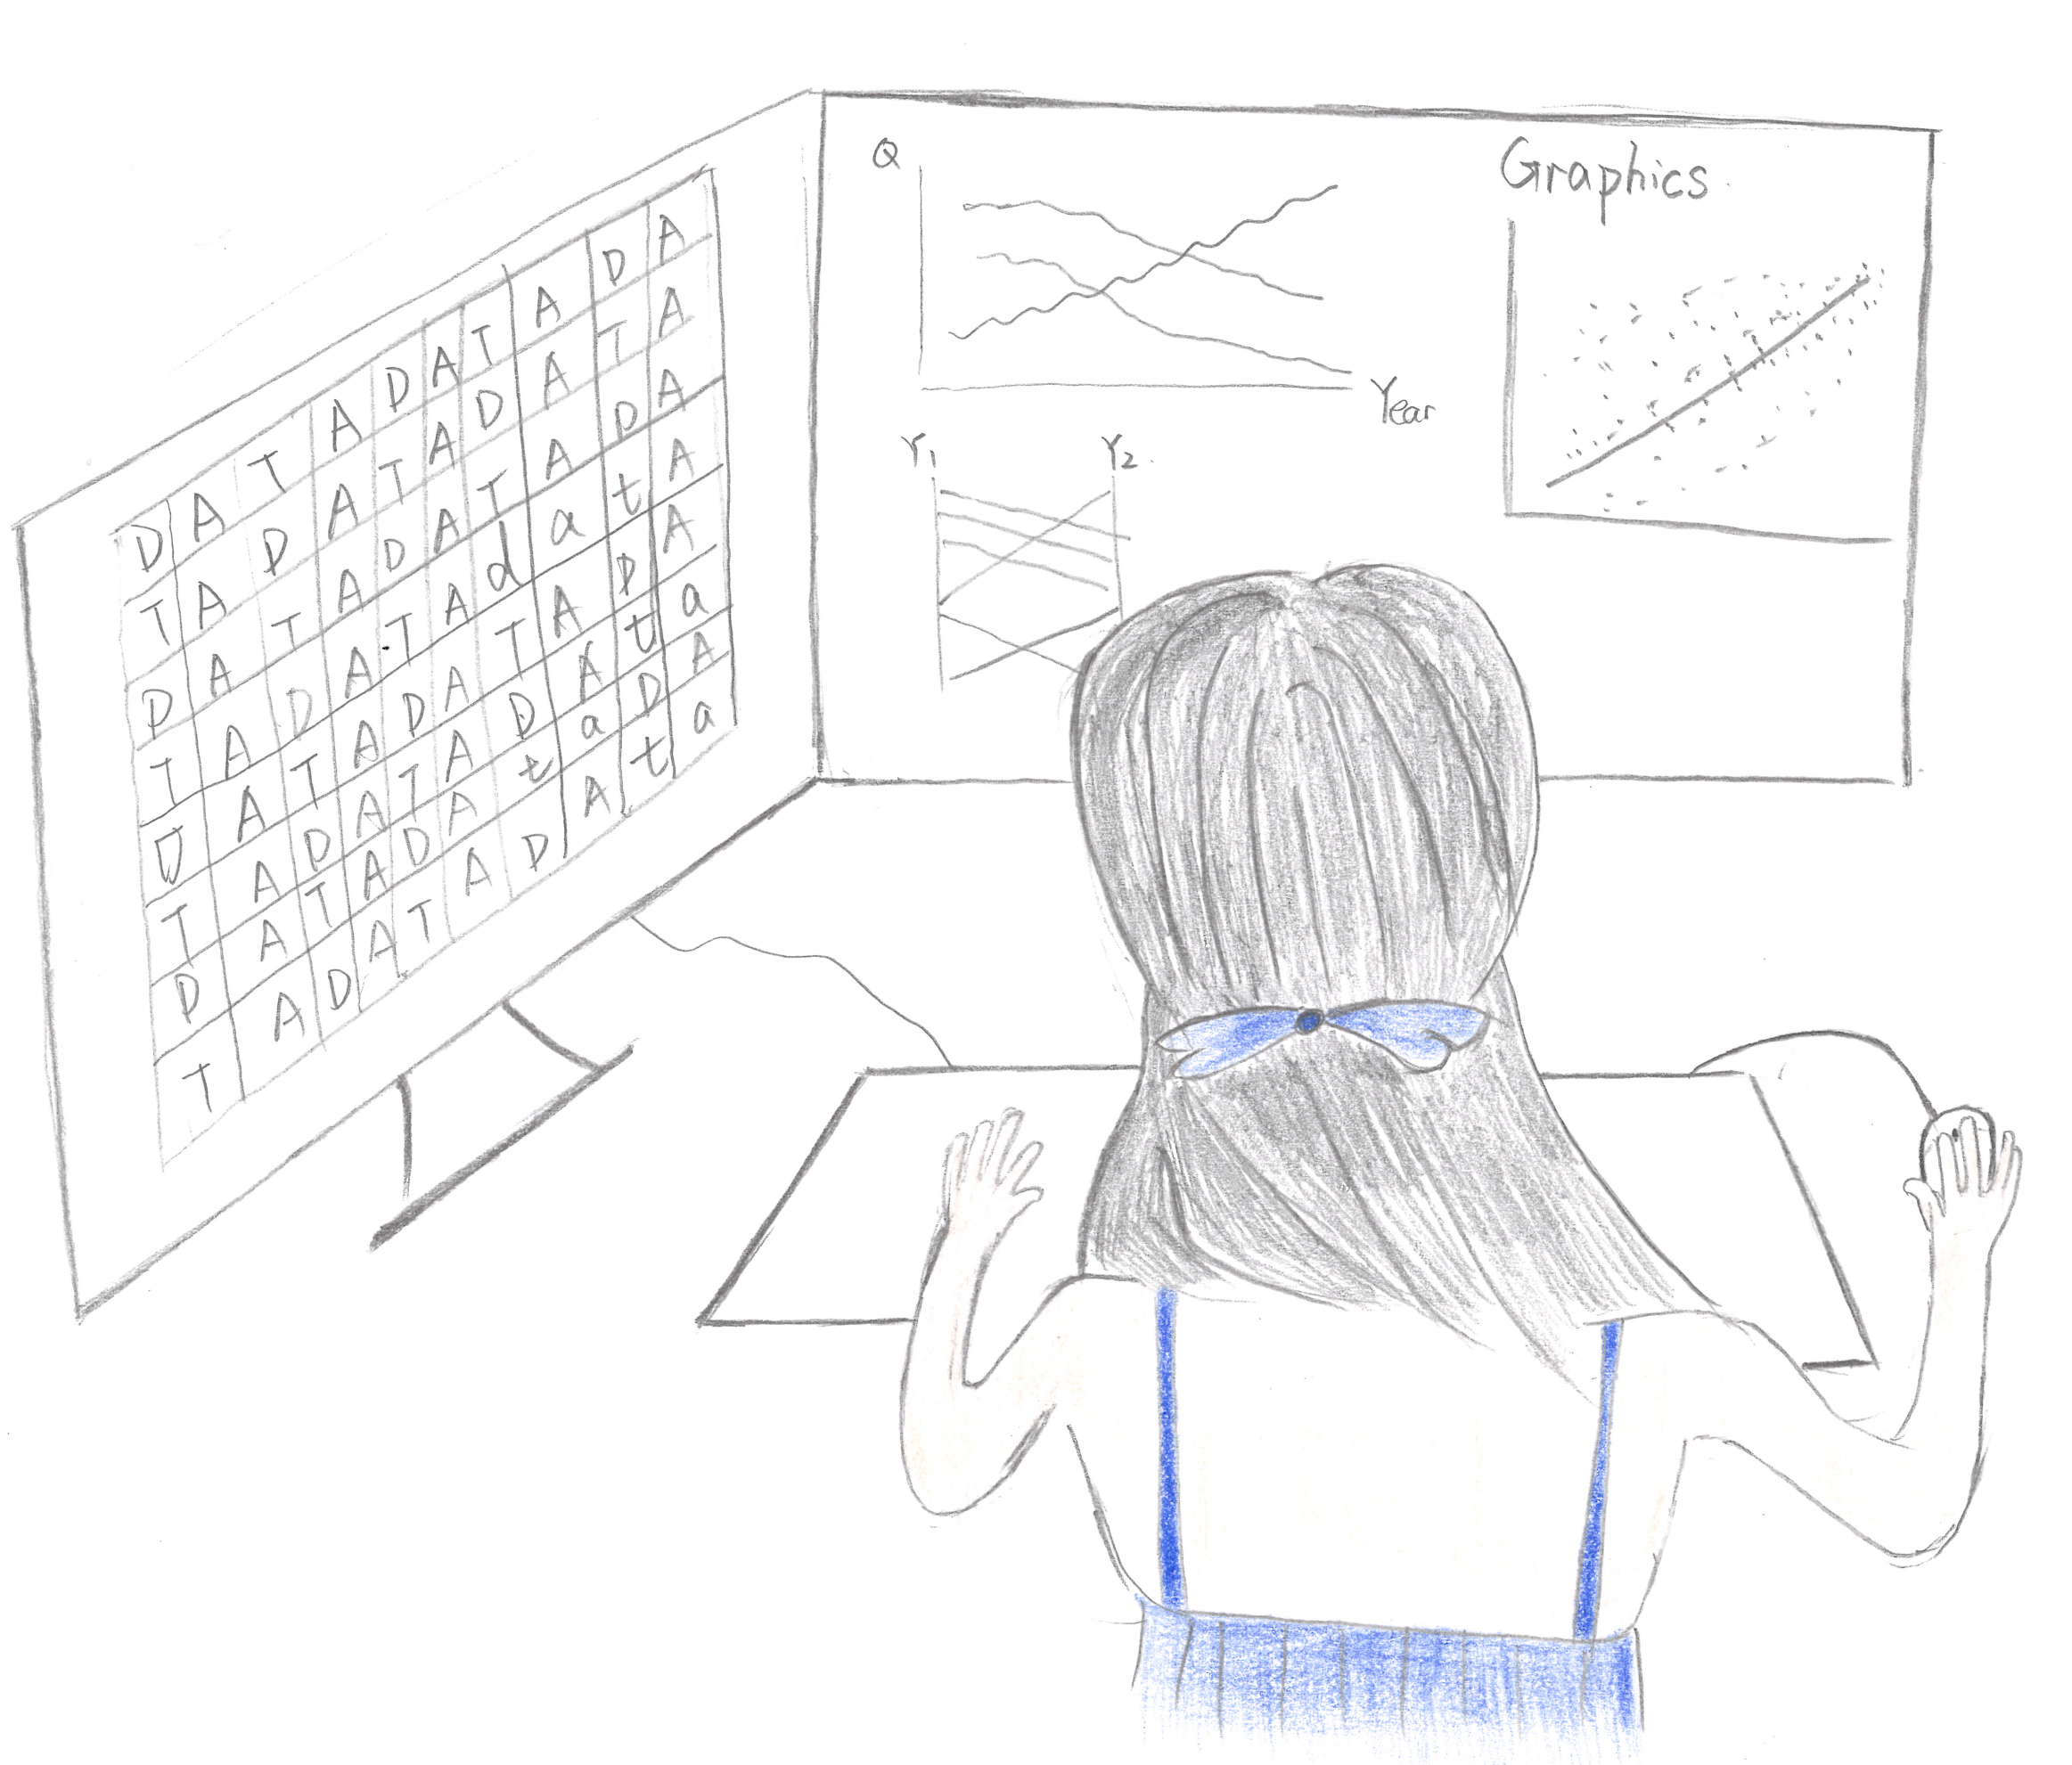 D A T A D A T A D A
T A D A T A D A T A
D A T A D A T A D A
T A D A T A d a t A
D A T A D A T A D A
T A D A T A D A t a
D A T A D A t a D A
T A D A T A D A t a
Q
Year
Y1 Y2
Graphics